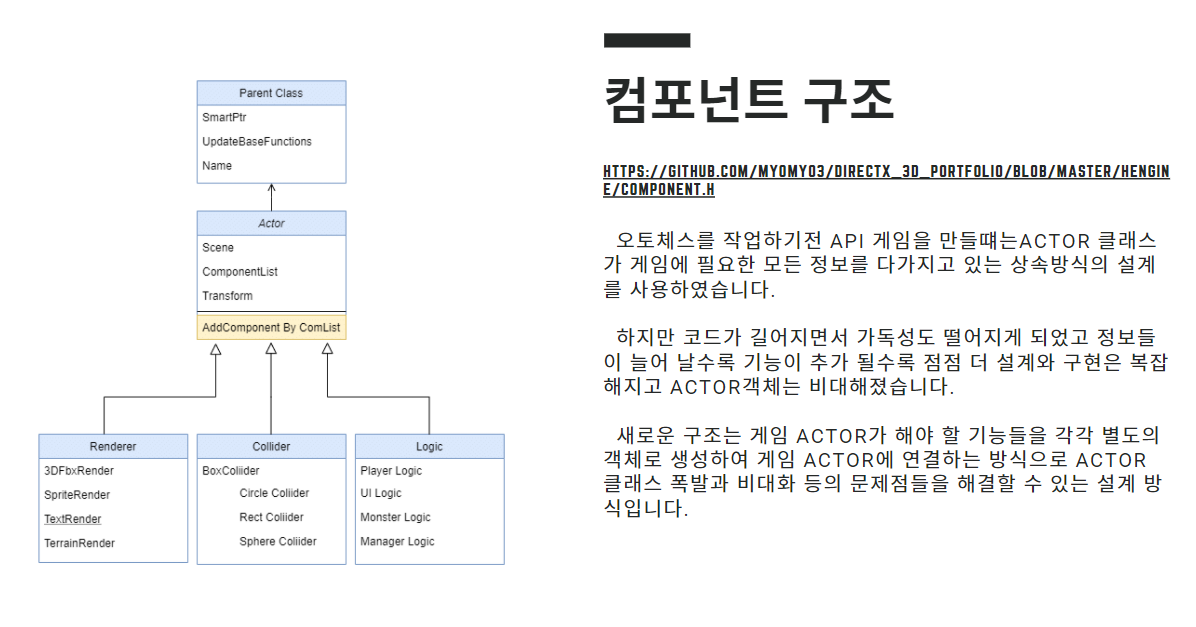 Parent Class
SmartPtr
UpdateBaseFunctions
Name
Actor
Scene
ComponentList
Transform
AddComponent By ComList
Renderer
3DFbxRender
SpriteRender
TextRender
TerrainRender
Collider
BoxColiider
Circle Coliider
Rect Coliider
Sphere Coliider
Logic
Player Logic
UI Logic
Monster Logic
Manager Logic
컴포넌트 구조
HTTPS://GITHUB.COM/MYOMYO3/DIRECTX_3D_PORTFOLIO/BLOB/MASTER/HENGIN
E/COMPONENT.H
오토체스를 작업하기전 API 게임을 만들떄는ACTOR 클래스
가 게임에 필요한 모든 정보를 다가지고 있는 상속방식의 설계
를 사용하였습니다.
하지만 코드가 길어지면서 가독성도 떨어지게 되었고 정보들
이 늘어 날수록 기능이 추가 될수록 점점 더 설계와 구현은 복잡
해지고 ACTOR객체는 비대해졌습니다.
새로운 구조는 게임 ACTOR가 해야 할 기능들을 각각 별도의
객체로 생성하여 게임 ACTOR에 연결하는 방식으로 ACTOR
클래스 폭발과 비대화 등의 문제점들을 해결할 수 있는 설계 방
식입니다.